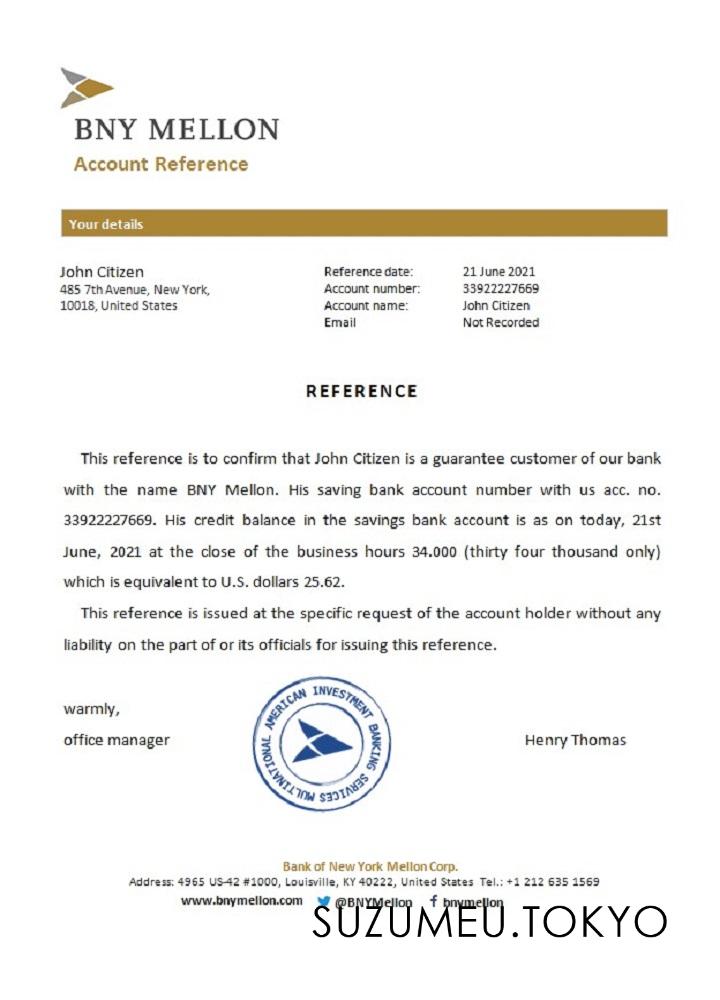 BNY MELLON
Account Reference
Your details
John Citizen
485 7th Avenue, New York,
10018, United States
Reference date: 21 June 2021
Account number: 33922227669
Account name: John Citizen
Email Not Recorded
REFERENCE
This reference is to confirm that John Citizen is a guarantee customer of our bank
with the name BNY Mellon. His saving bank account number with us acc. no.
33922227669. His credit balance in the savings bank account is as on today, 21st
June, 2021 at the close of the business hours 34.000 (thirty four thousand only)
which is equivalent to U.S. dollars 25.62.
This reference is issued at the specific request of the account holder without any
liability on the part of or its officials for issuing this reference.
warmly,
office manager
MULTINATIONAL AMERICAN INVESTMENT BANKING SERVICES
Henry Thomas
Bank of New York Mellon Corp.
Address: 4965 US-42 #1000, Louisville, KY 40222, United States Tel.: +1 212 635 1569
www.bnymellon.com @BNYMellon f bnymellon
SUZUMEU.TOKYO